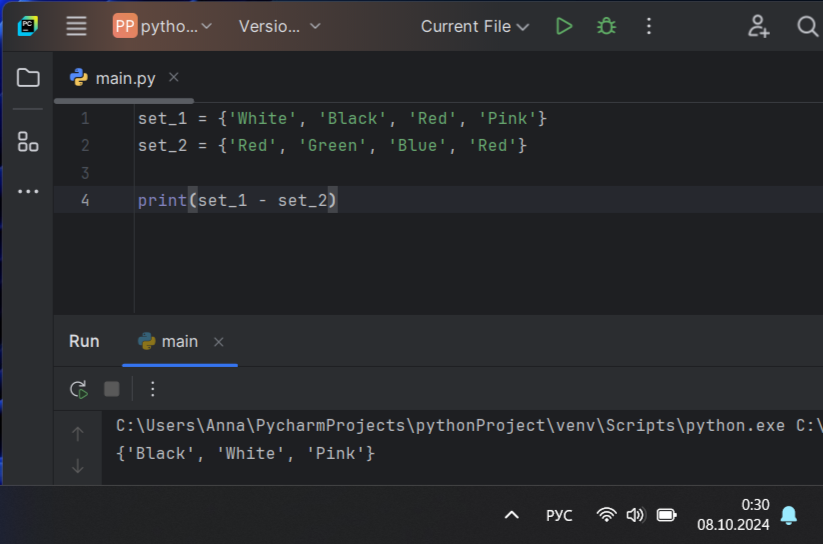 PC PP pytho... Versio... Current File
main.py
1 set_1 = {'White', 'Black', 'Red', 'Pink'}
2 set_2 = {'Red', 'Green', 'Blue', 'Red'}
3
4 print(set_1 - set_2)
Run main
C:\Users\Anna\PycharmProjects\pythonProject\venv\Scripts\python.exe C:\
{'Black', 'White', 'Pink'}
РУС 0:30
08.10.2024